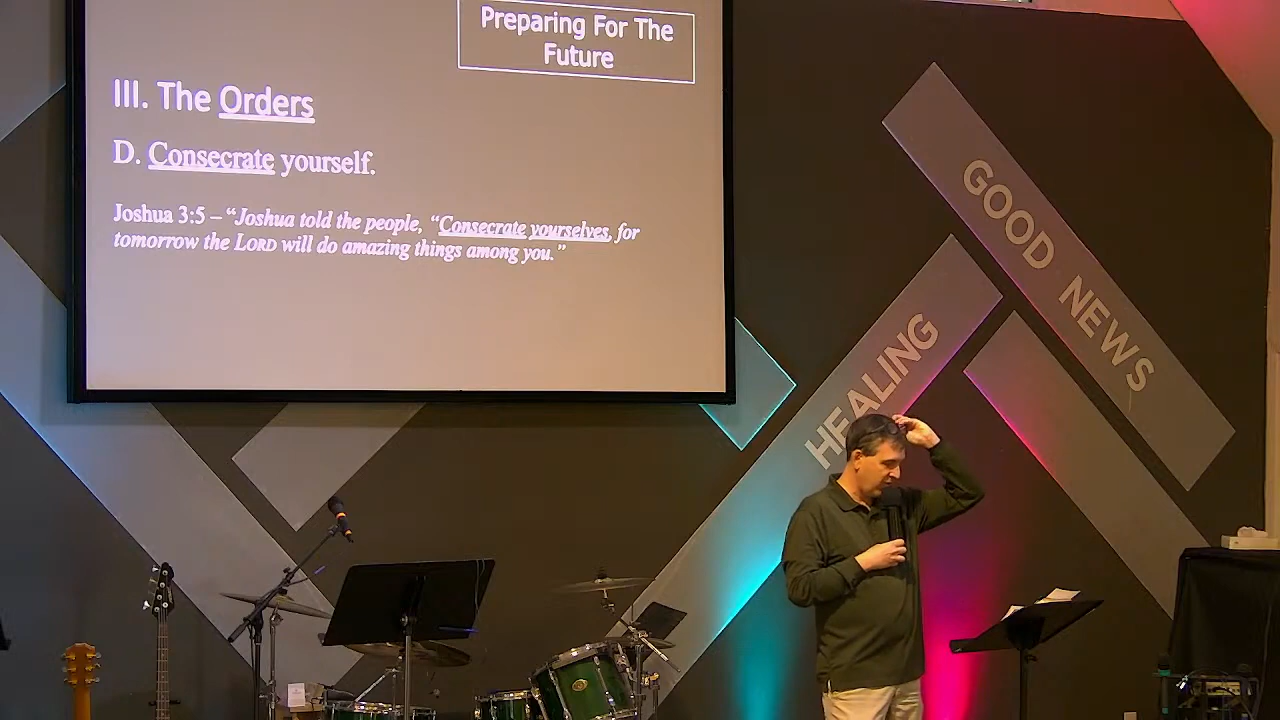 Preparing For The
Future
III. The Orders
D. Consecrate yourself.
Joshua 3:5 – “Joshua told the people, “Consecrate yourselves, for
tomorrow the LORD will do amazing things among you.”
GOOD NEWS
HEALING